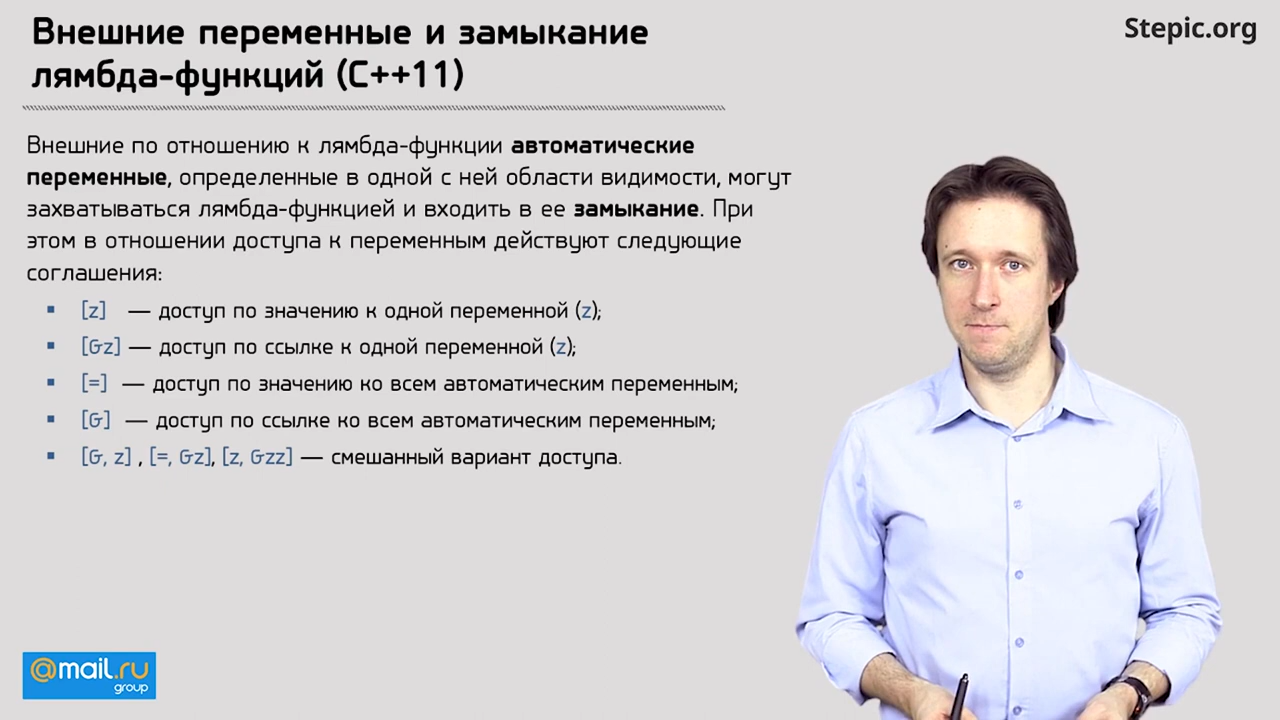 Внешние переменные и замыкание
лямбда-функций (C++11)
Stepic.org
Внешние по отношению к лямбда-функции автоматические
переменные, определенные в одной с ней области видимости, могут
захватываться лямбда-функцией и входить в ее замыкание. При
этом в отношении доступа к переменным действуют следующие
соглашения:
▪ [z] — доступ по значению к одной переменной (z);
▪ [&z] — доступ по ссылке к одной переменной (z);
▪ [=] — доступ по значению ко всем автоматическим переменным;
▪ [&] — доступ по ссылке ко всем автоматическим переменным;
▪ [&, z] , [=, &z], [z, &zz] — смешанный вариант доступа.
@mail.ru
group